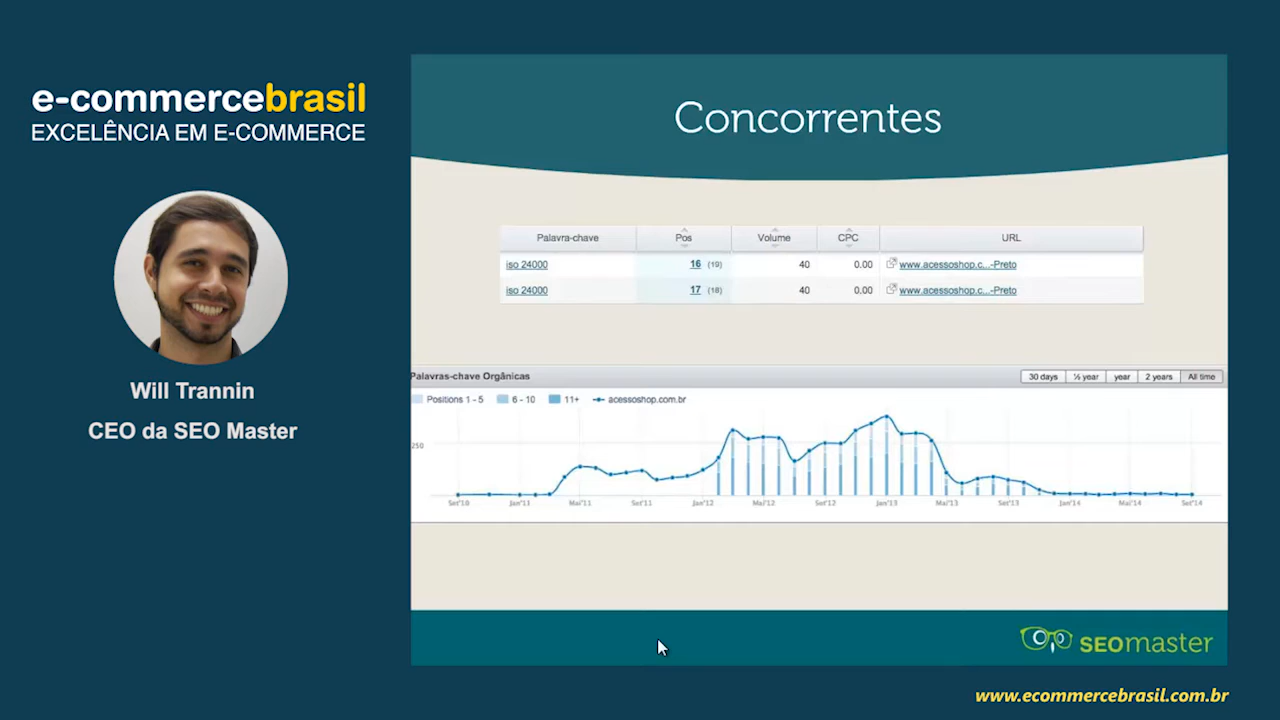 e-commercebrasil
EXCELÊNCIA EM E-COMMERCE
Will Trannin
CEO da SEO Master
Concorrentes
Palavra-chave Pos Volume CPC URL
iso 24000 16 (19) 40 0.00 www.acessoshop.c...-Preto
iso 24000 17 (18) 40 0.00 www.acessoshop.c...-Preto
Palavras-chave Orgânicas 30 days ½ year year 2 years All time
Positions 1 - 5 6 - 10 11+ acessoshop.com.br
250
Set'10 Jan'11 Mai'11 Set'11 Jan'12 Mai'12 Set'12 Jan'13 Mai'13 Set'13 Jan'14 Mai'14 Set'14
SEOmaster
www.ecommercebrasil.com.br